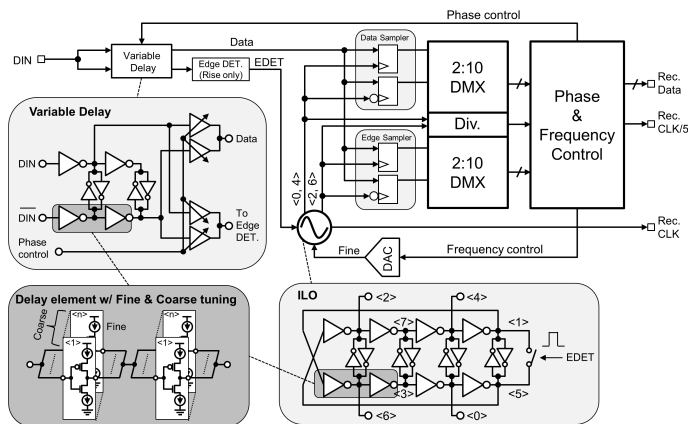 Phase control
DIN
Variable
Delay
Data
Edge DET.
(Rise only)
EDET
Data Sampler
2:10
DMX
Div.
Edge Sampler
2:10
DMX
Phase
&
Frequency
Control
Rec.
Data
Rec.
CLK/5
Rec.
CLK
<0, 4>
<2, 6>
Fine
DAC
Frequency control
Variable Delay
DIN
DIN
Phase
control
Data
To
Edge
DET.
Delay element w/ Fine & Coarse tuning
Coarse
<n>
Fine
<1>
<n>
<1>
ILO
<2>
<4>
<7>
<1>
EDET
<3>
<5>
<6>
<0>